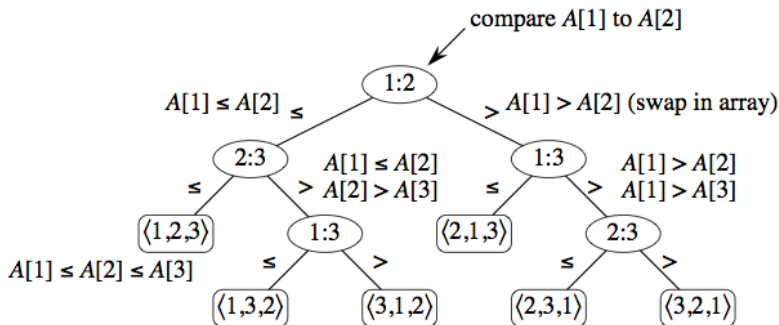 compare A[1] to A[2]
1:2
A[1] ≤ A[2] ≤
> A[1] > A[2] (swap in array)
2:3
A[1] ≤ A[2]
A[2] > A[3]
1:3
A[1] > A[2]
A[1] > A[3]
≤ >
≤ >
⟨1,2,3⟩
1:3
⟨2,1,3⟩
2:3
A[1] ≤ A[2] ≤ A[3]
≤ >
≤ >
⟨1,3,2⟩
⟨3,1,2⟩
⟨2,3,1⟩
⟨3,2,1⟩